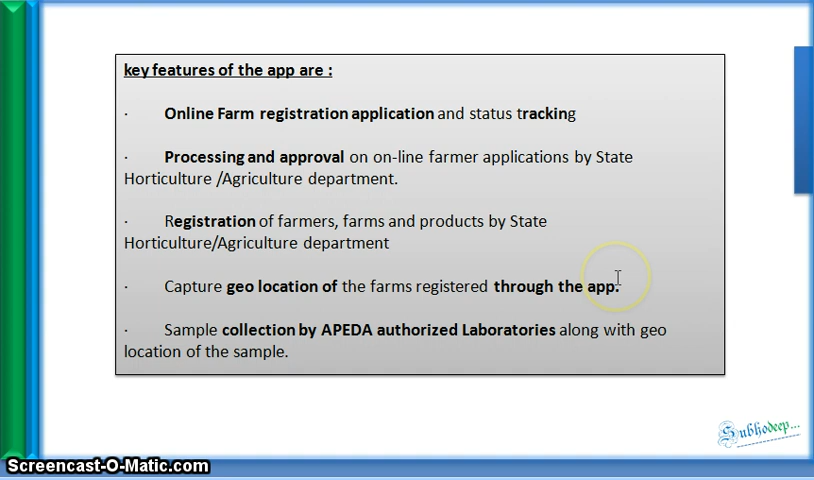 key features of the app are :
· Online Farm registration application and status tracking
· Processing and approval on on-line farmer applications by State
Horticulture /Agriculture department.
· Registration of farmers, farms and products by State
Horticulture/Agriculture department
· Capture geo location of the farms registered through the app.
· Sample collection by APEDA authorized Laboratories along with geo
location of the sample.
Subhodeep...
Screencast-O-Matic.com